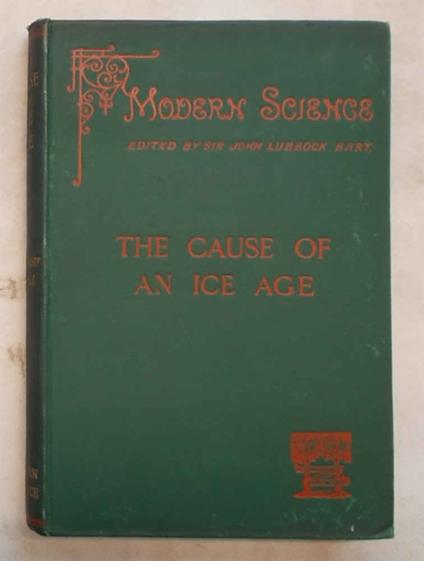 MODERN SCIENCE
EDITED BY SIR JOHN LUBBOCK BART.
THE CAUSE OF
AN ICE AGE